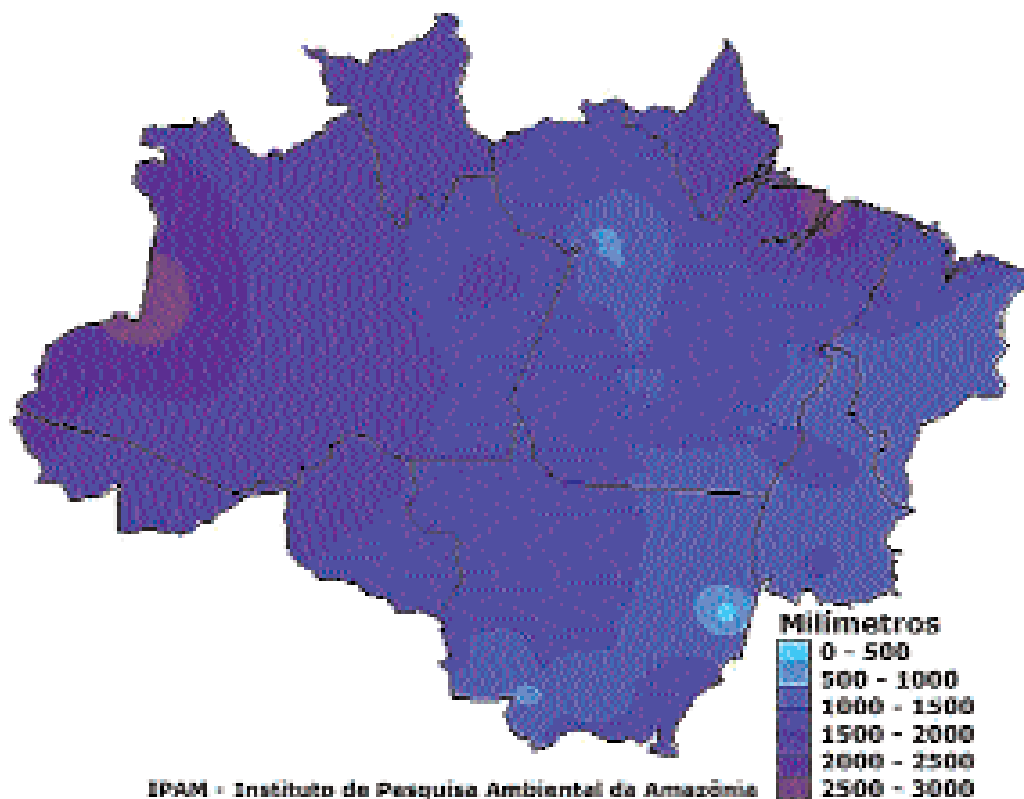 Milimetros
0 - 500
500 - 1000
1000 - 1500
1500 - 2000
2000 - 2500
2500 - 3000
IPAM - Instituto de Pesquisa Ambiental da Amazônia